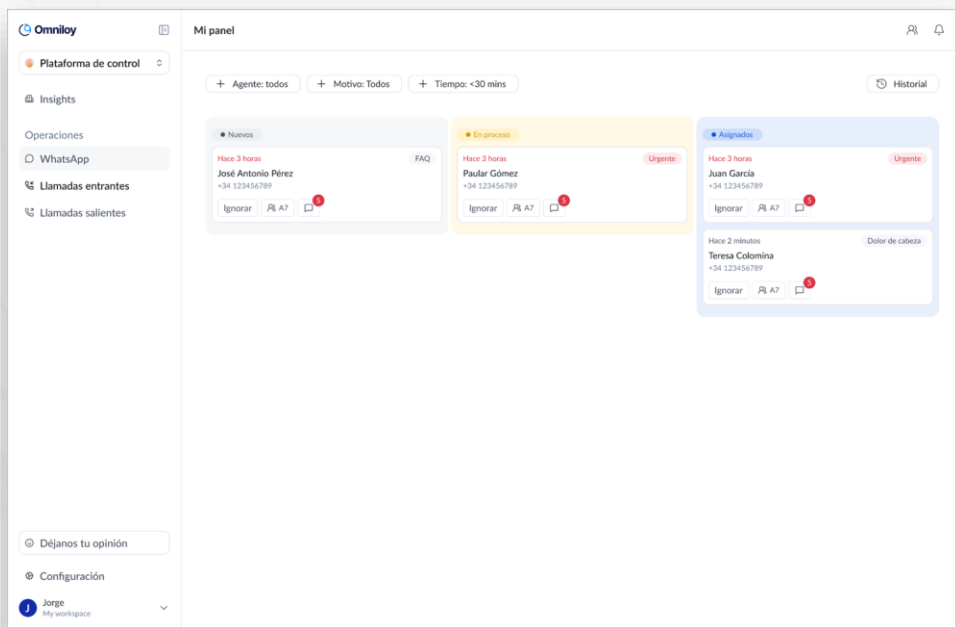 Omniloy
Mi panel
Plataforma de control
Insights
Operaciones
WhatsApp
Llamadas entrantes
Llamadas salientes
Déjanos tu opinión
Configuración
J
Jorge
My workspace
Agente: todos
Motivo: Todos
Tiempo: <30 mins
Historial
Nuevos
Hace 3 horas
FAQ
José Antonio Pérez
+34 123456789
Ignorar
A7
5
En proceso
Hace 3 horas
Urgente
Paular Gómez
+34 123456789
Ignorar
A7
5
Asignados
Hace 3 horas
Urgente
Juan García
+34 123456789
Ignorar
A7
5
Hace 2 minutos
Dolor de cabeza
Teresa Colomina
+34 123456789
Ignorar
A7
5